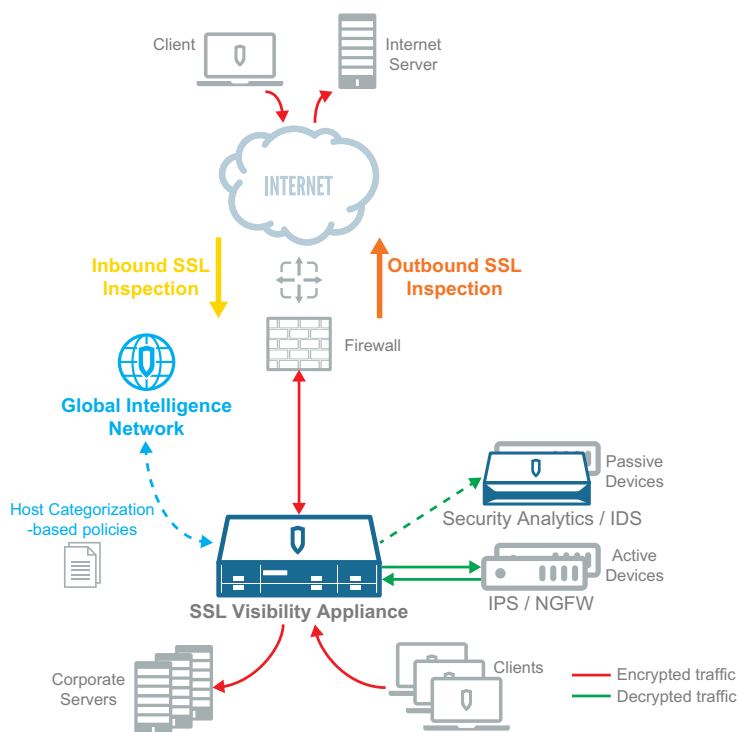 Client
Internet
Server
INTERNET
Inbound SSL
Inspection
Outbound SSL
Inspection
Firewall
Global Intelligence
Network
Host Categorization
-based policies
Passive
Devices
Security Analytics / IDS
Active
Devices
IPS / NGFW
SSL Visibility Appliance
Corporate
Servers
Clients
Encrypted traffic
Decrypted traffic